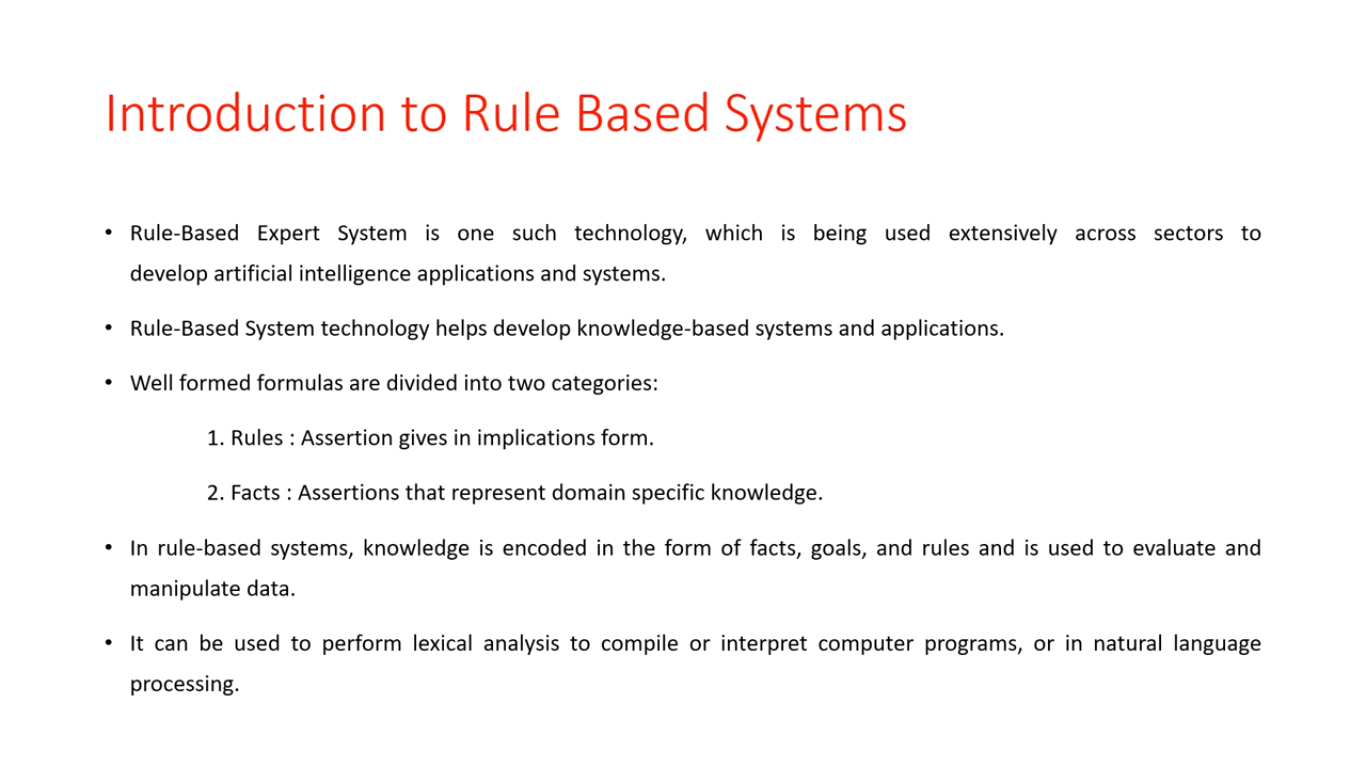 Introduction to Rule Based Systems
• Rule-Based Expert System is one such technology, which is being used extensively across sectors to
develop artificial intelligence applications and systems.
• Rule-Based System technology helps develop knowledge-based systems and applications.
• Well formed formulas are divided into two categories:
1. Rules : Assertion gives in implications form.
2. Facts : Assertions that represent domain specific knowledge.
• In rule-based systems, knowledge is encoded in the form of facts, goals, and rules and is used to evaluate and
manipulate data.
• It can be used to perform lexical analysis to compile or interpret computer programs, or in natural language
processing.